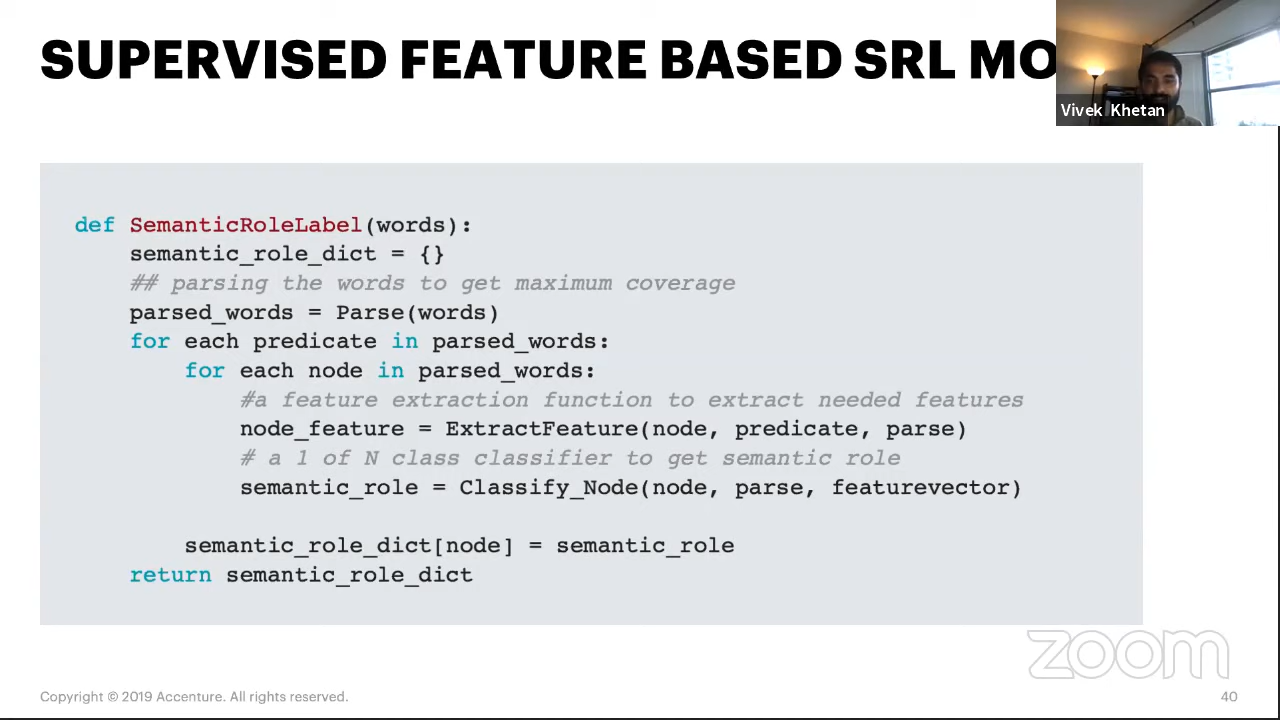 SUPERVISED FEATURE BASED SRL MO
Vivek Khetan
def SemanticRoleLabel(words):
    semantic_role_dict = {}
    ## parsing the words to get maximum coverage
    parsed_words = Parse(words)
    for each predicate in parsed_words:
        for each node in parsed_words:
            #a feature extraction function to extract needed features
            node_feature = ExtractFeature(node, predicate, parse)
            # a 1 of N class classifier to get semantic role
            semantic_role = Classify_Node(node, parse, featurevector)
        semantic_role_dict[node] = semantic_role
    return semantic_role_dict
zoom
Copyright © 2019 Accenture. All rights reserved.
40